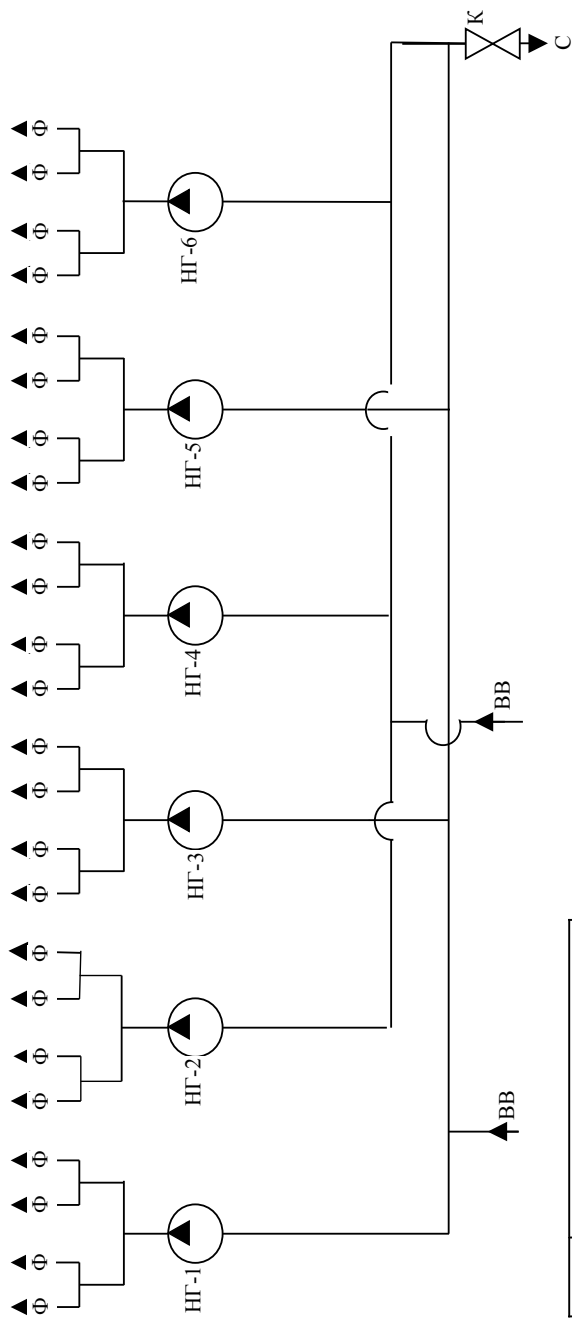 Ф Ф Ф Ф Ф Ф Ф Ф Ф Ф Ф Ф Ф Ф Ф Ф Ф Ф Ф Ф Ф Ф Ф Ф
НГ-1 НГ-2 НГ-3 НГ-4 НГ-5 НГ-6
К
ВВ ВВ
С